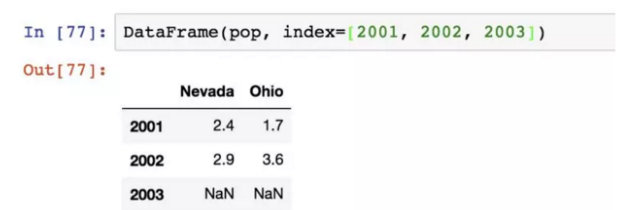 In [77]: DataFrame(pop, index=[2001, 2002, 2003])
Out[77]:
Nevada Ohio
2001 2.4 1.7
2002 2.9 3.6
2003 NaN NaN